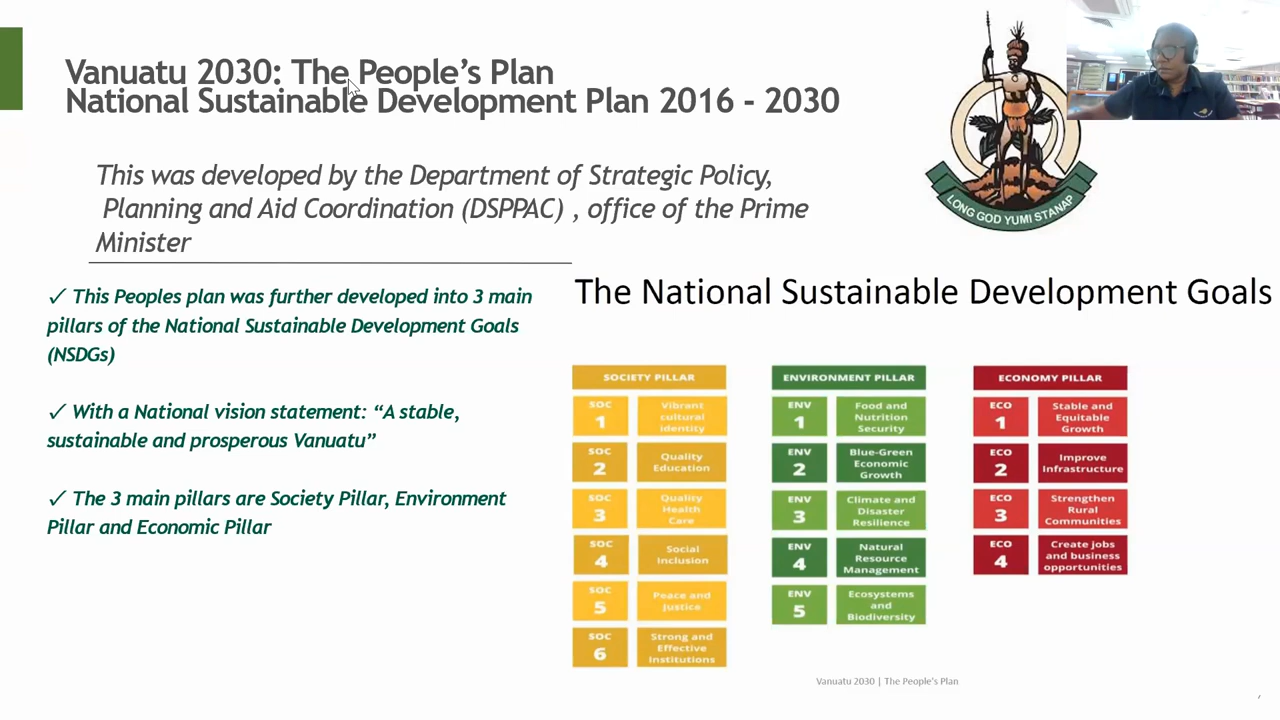 Vanuatu 2030: The People’s Plan
National Sustainable Development Plan 2016 - 2030
This was developed by the Department of Strategic Policy,
Planning and Aid Coordination (DSPPAC) , office of the Prime
Minister
LONG GOD YUMI STANAP
✓ This Peoples plan was further developed into 3 main
pillars of the National Sustainable Development Goals
(NSDGs)
✓ With a National vision statement: “A stable,
sustainable and prosperous Vanuatu”
✓ The 3 main pillars are Society Pillar, Environment
Pillar and Economic Pillar
The National Sustainable Development Goals
SOCIETY PILLAR
SOC
1
Vibrant
cultural
identity
SOC
2
Quality
Education
SOC
3
Quality
Health
Care
SOC
4
Social
Inclusion
SOC
5
Peace and
Justice
SOC
6
Strong and
Effective
Institutions
ENVIRONMENT PILLAR
ENV
1
Food and
Nutrition
Security
ENV
2
Blue-Green
Economic
Growth
ENV
3
Climate and
Disaster
Resilience
ENV
4
Natural
Resource
Management
ENV
5
Ecosystems
and
Biodiversity
ECONOMY PILLAR
ECO
1
Stable and
Equitable
Growth
ECO
2
Improve
Infrastructure
ECO
3
Strengthen
Rural
Communities
ECO
4
Create jobs
and business
opportunities
Vanuatu 2030 | The People’s Plan